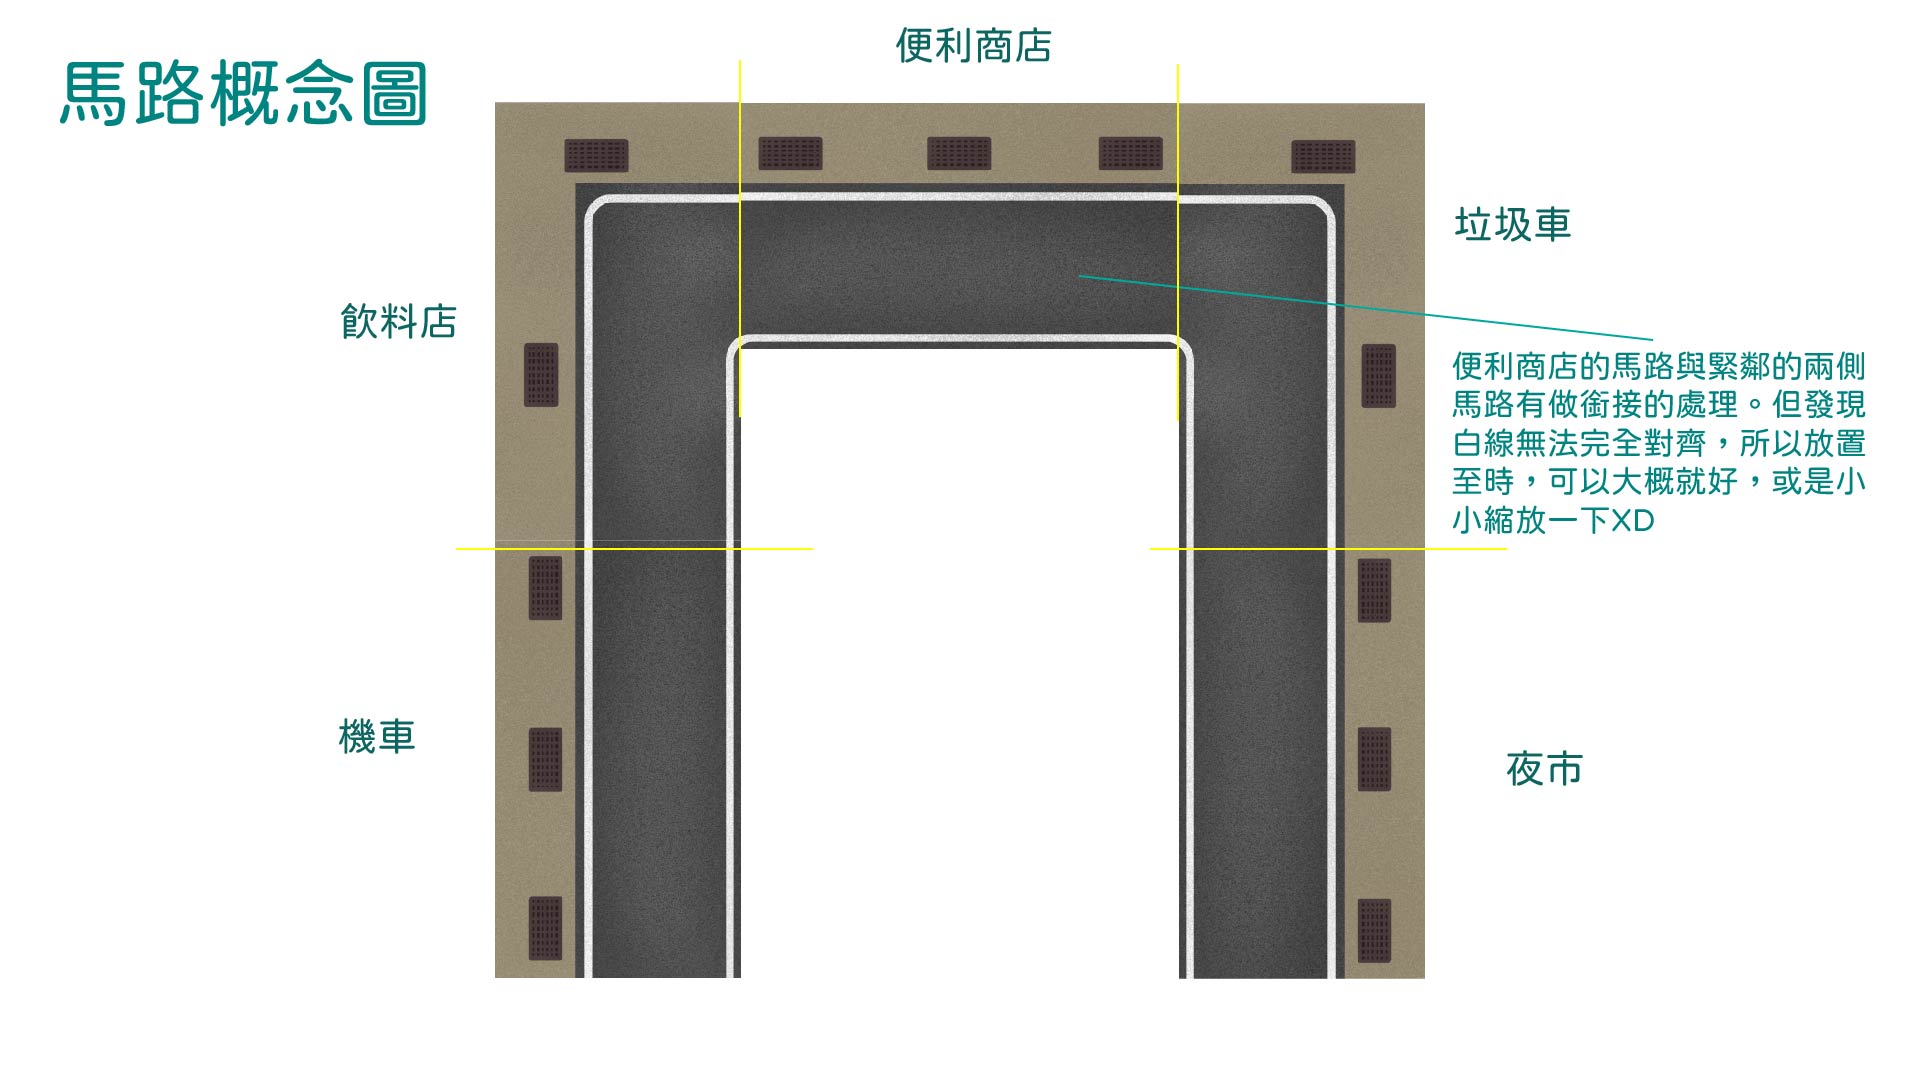 馬路概念圖
便利商店
垃圾車
飲料店
便利商店的馬路與緊鄰的兩側
馬路有做銜接的處理。但發現
白線無法完全對齊，所以放置
至時，可以大概就好，或是小
小縮放一下XD
機車
夜市